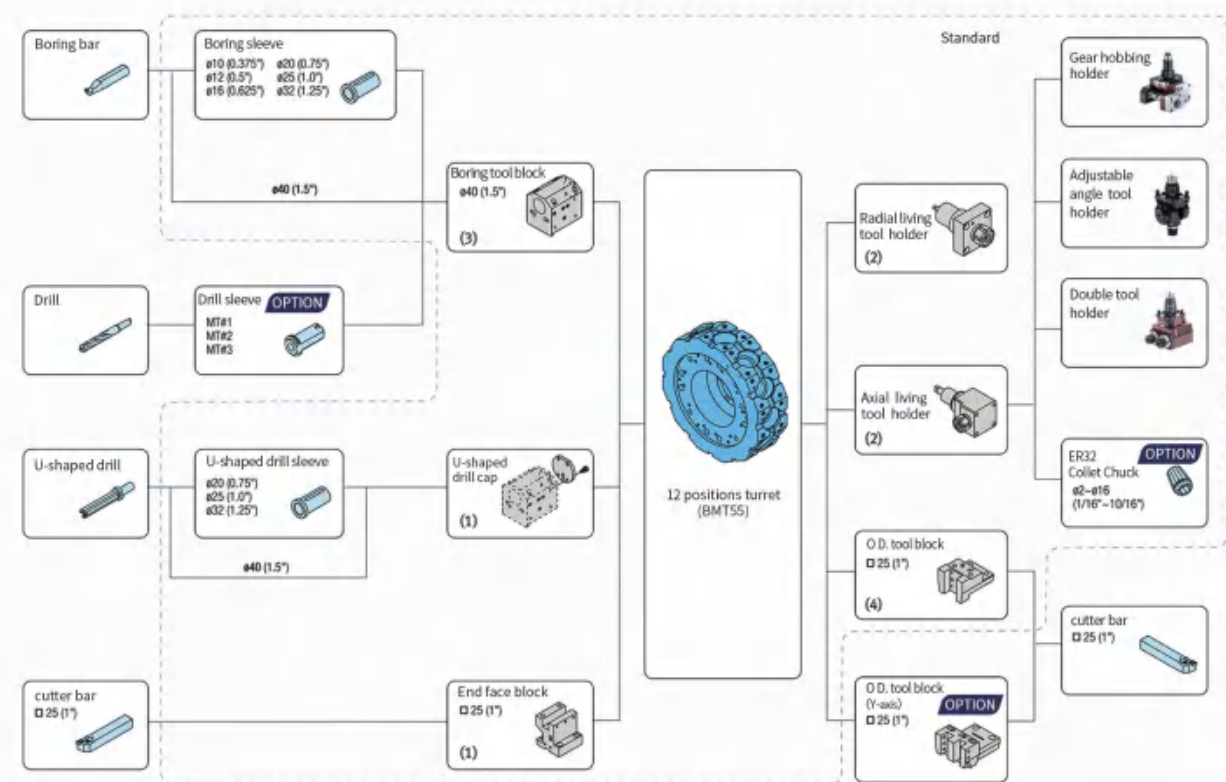 Boring bar
Boring sleeve
ø10 (0.375") ø20 (0.75")
ø12 (0.5") ø25 (1.0")
ø16 (0.625") ø32 (1.25")
Standard
Gear hobbing
holder
ø40 (1.5")
Boring tool block
ø40 (1.5")
(3)
Radial living
tool holder
(2)
Adjustable
angle tool
holder
Drill
Drill sleeve OPTION
MT#1
MT#2
MT#3
Double tool
holder
Axial living
tool holder
(2)
U-shaped drill
U-shaped drill sleeve
ø20 (0.75")
ø25 (1.0")
ø32 (1.25")
ø40 (1.5")
U-shaped
drill cap
(1)
12 positions turret
(BMT55)
ER32 OPTION
Collet Chuck
ø2~ø16
(1/16"~10/16")
O.D. tool block
□ 25 (1")
(4)
cutter bar
□ 25 (1")
cutter bar
□ 25 (1")
End face block
□ 25 (1")
(1)
O.D. tool block
(Y-axis) OPTION
□ 25 (1")